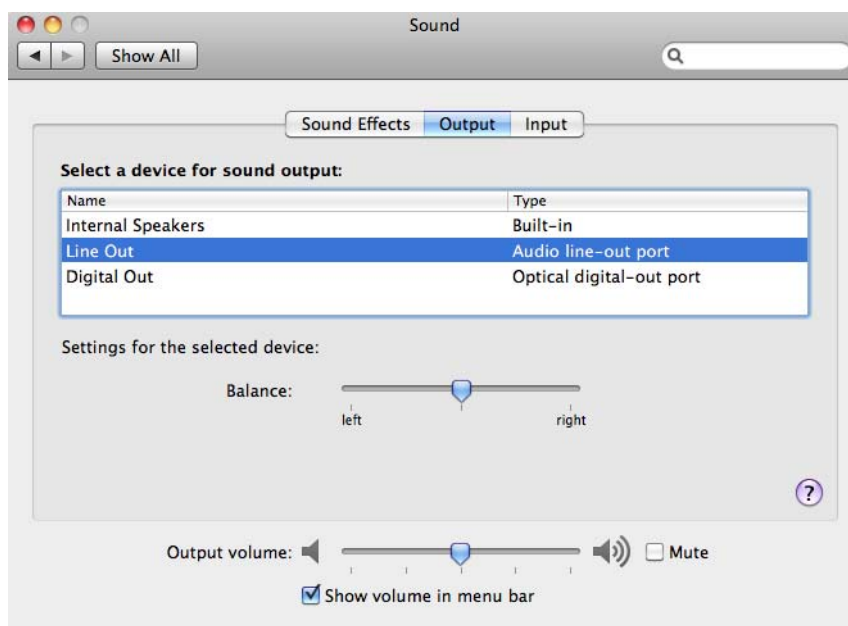 Sound
Show All
Sound Effects Output Input
Select a device for sound output:
Name Type
Internal Speakers Built-in
Line Out Audio line-out port
Digital Out Optical digital-out port
Settings for the selected device:
Balance:
left right
?
Output volume: Mute
Show volume in menu bar